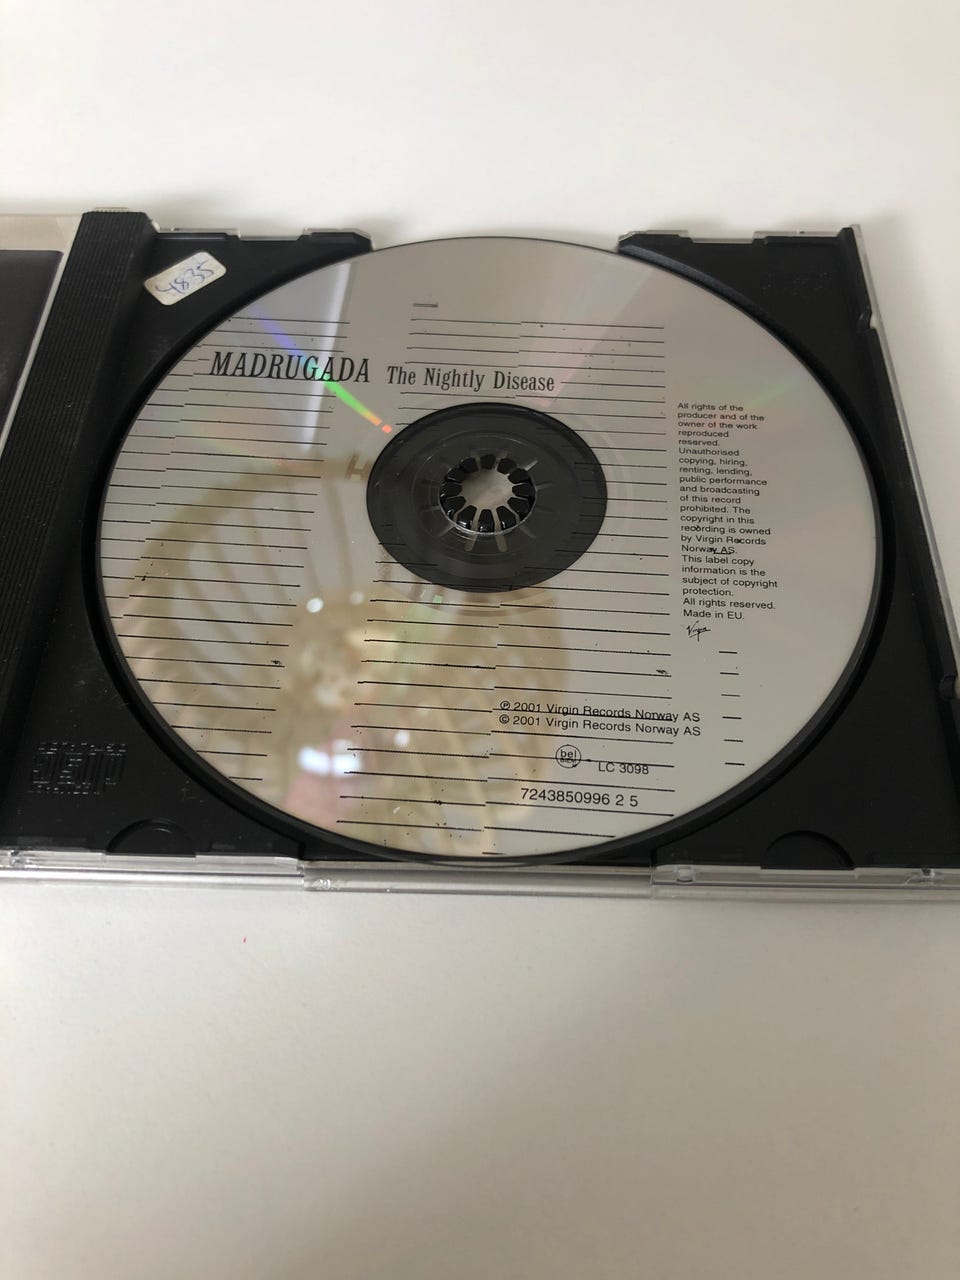 4835
MADRUGADA The Nightly Disease
All rights of the
producer and of the
owner of the work
reproduced
reserved.
Unauthorised
copying, hiring,
renting, lending,
public performance
and broadcasting
of this record
prohibited. The
copyright in this
recording is owned
by Virgin Records
Norway AS.
This label copy
information is the
subject of copyright
protection.
All rights reserved.
Made in EU.
Virgin
℗ 2001 Virgin Records Norway AS
© 2001 Virgin Records Norway AS
bel
BIEM
LC 3098
7243850996 2 5